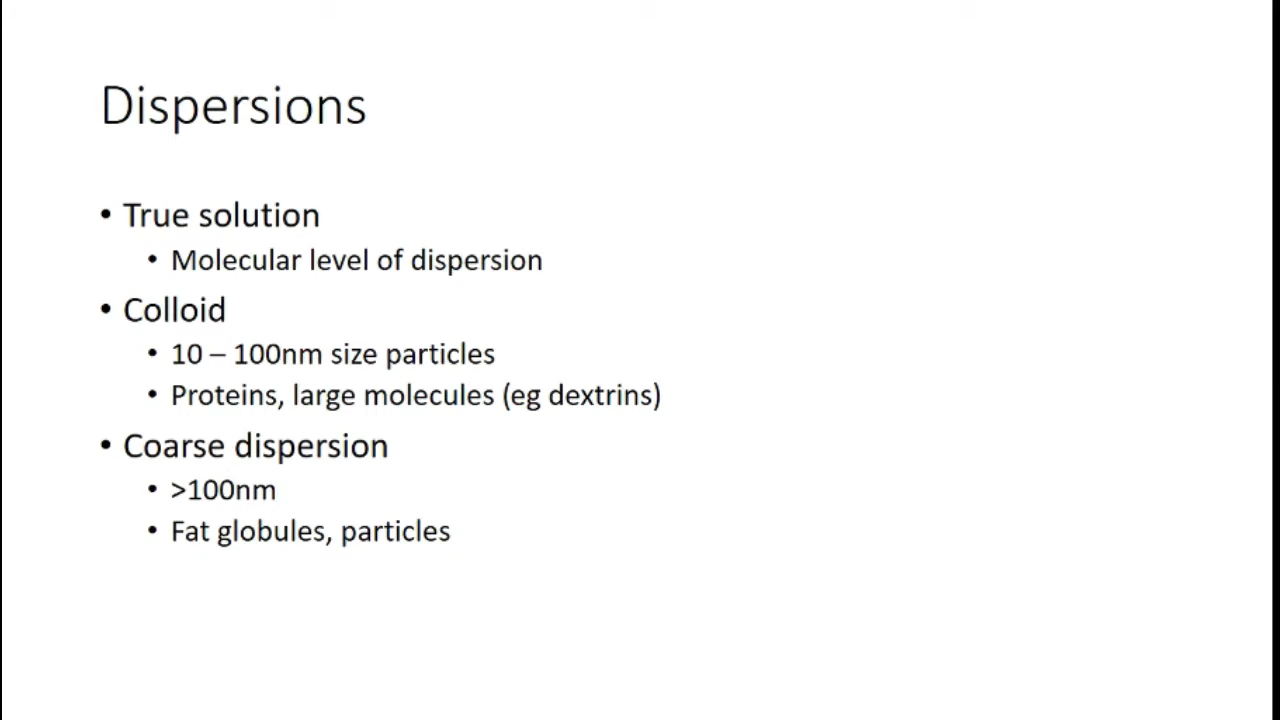 Dispersions
• True solution
• Molecular level of dispersion
• Colloid
• 10 – 100nm size particles
• Proteins, large molecules (eg dextrins)
• Coarse dispersion
• >100nm
• Fat globules, particles